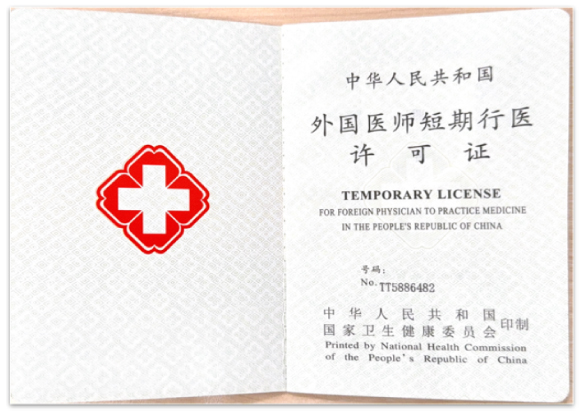 中华人民共和国
外国医师短期行医
许可证
TEMPORARY LICENSE
FOR FOREIGN PHYSICIAN TO PRACTICE MEDICINE
IN THE PEOPLE'S REPUBLIC OF CHINA
号码：
No. TT5886482
中华人民共和国
国家卫生健康委员会 印制
Printed by National Health Commission
of the People's Republic of China